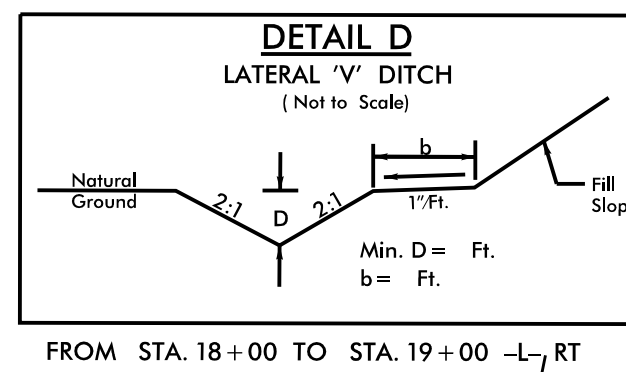 DETAIL D
LATERAL 'V' DITCH
( Not to Scale)
b
Natural
Ground
2:1
D
2:1
1"/Ft.
Fill
Slop
Min. D = Ft.
b = Ft.
FROM STA. 18+00 TO STA. 19+00 -L-, RT